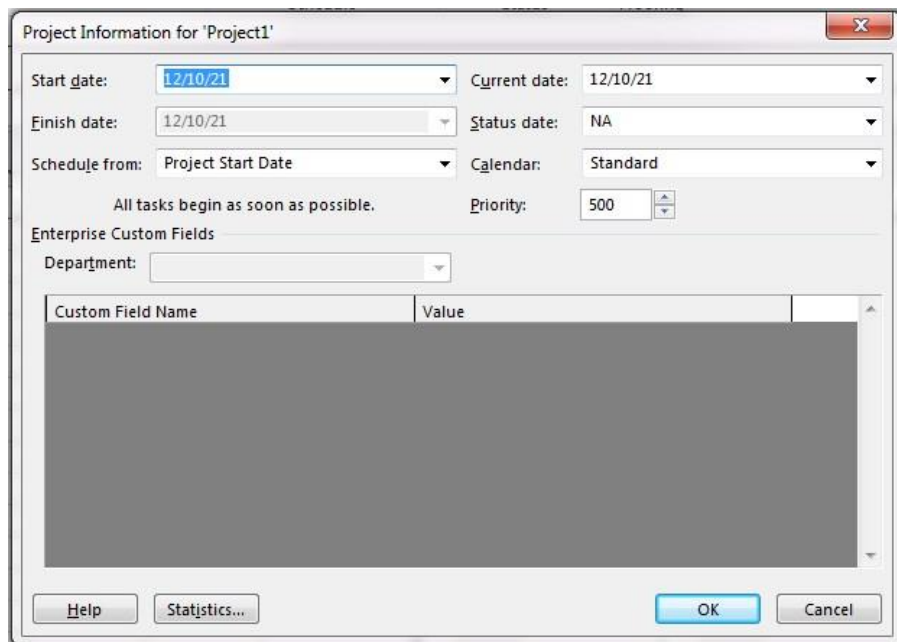 Project Information for 'Project1'
Start date: 12/10/21 Current date: 12/10/21
Finish date: 12/10/21 Status date: NA
Schedule from: Project Start Date Calendar: Standard
All tasks begin as soon as possible. Priority: 500
Enterprise Custom Fields
Department:
Custom Field Name Value
Help Statistics... OK Cancel